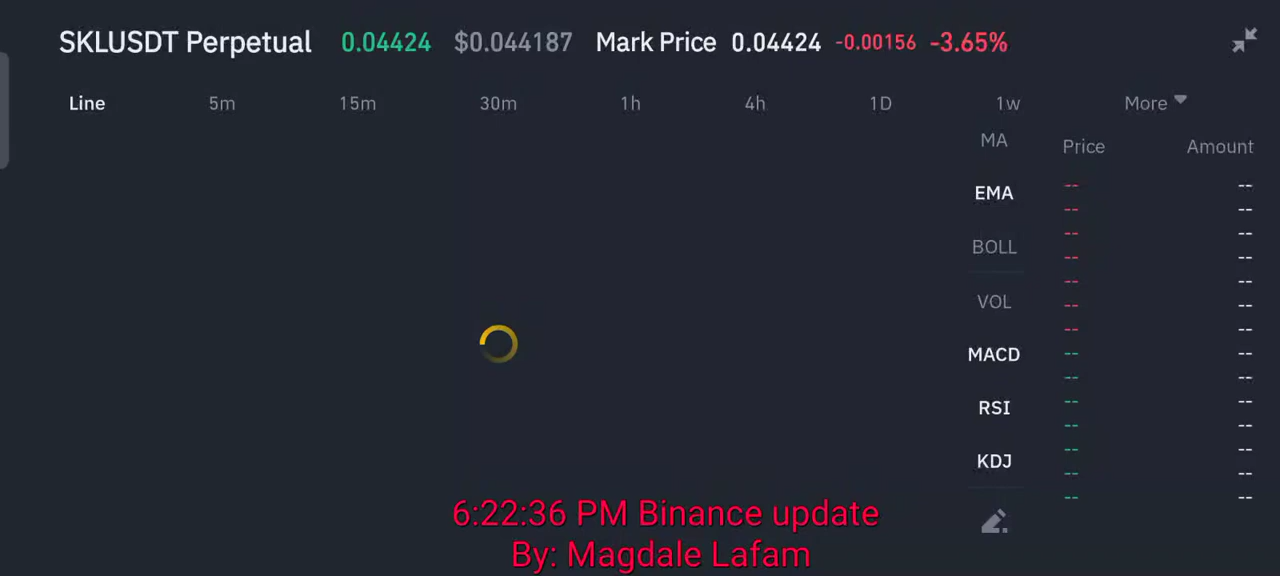 SKLUSDT Perpetual 0.04424 $0.044187 Mark Price 0.04424 -0.00156 -3.65%
Line 5m 15m 30m 1h 4h 1D 1w More
MA Price Amount
EMA
BOLL
VOL
MACD
RSI
KDJ
-- --
-- --
-- --
-- --
-- --
-- --
-- --
-- --
-- --
-- --
-- --
-- --
-- --
-- --
6:22:36 PM Binance update
By: Magdale Lafam